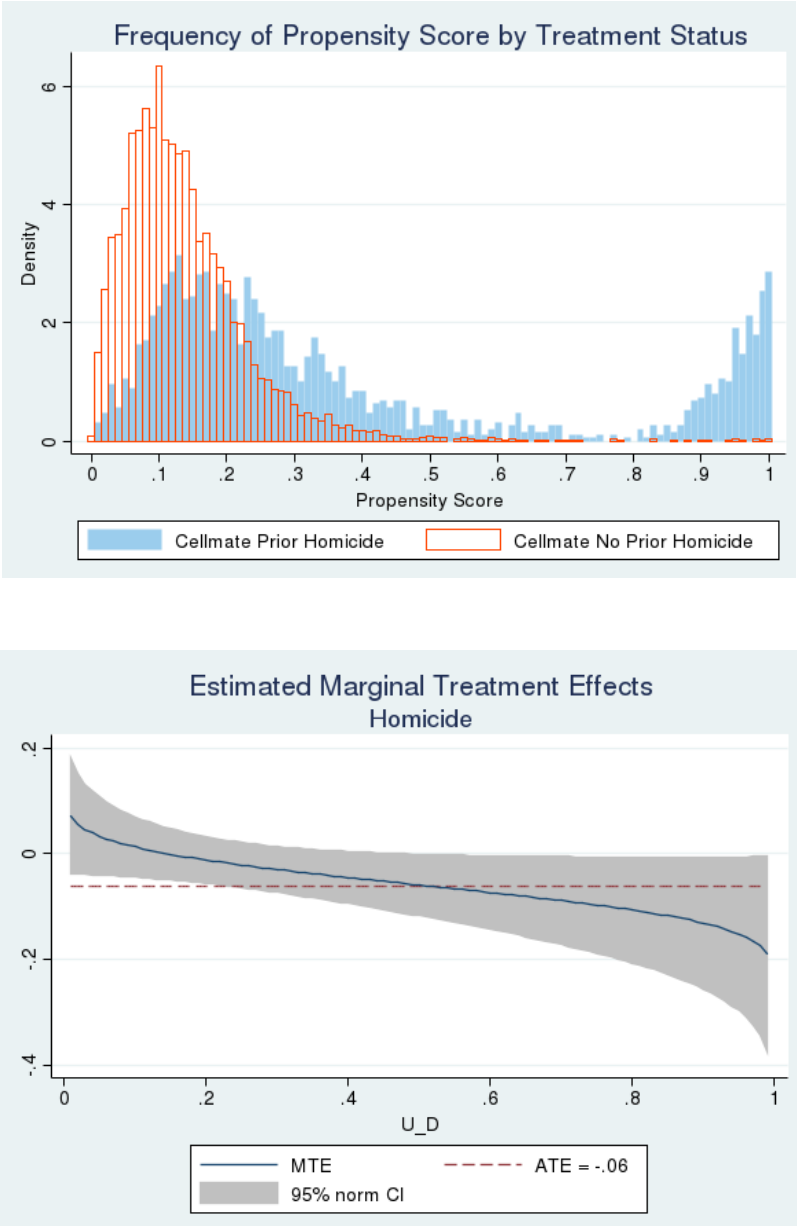 Frequency of Propensity Score by Treatment Status
6
4
2
0
Density
0 .1 .2 .3 .4 .5 .6 .7 .8 .9 1
Propensity Score
Cellmate Prior Homicide Cellmate No Prior Homicide
Estimated Marginal Treatment Effects
Homicide
.2
0
-.2
-.4
0 .2 .4 .6 .8 1
U_D
MTE ATE = -.06
95% norm CI